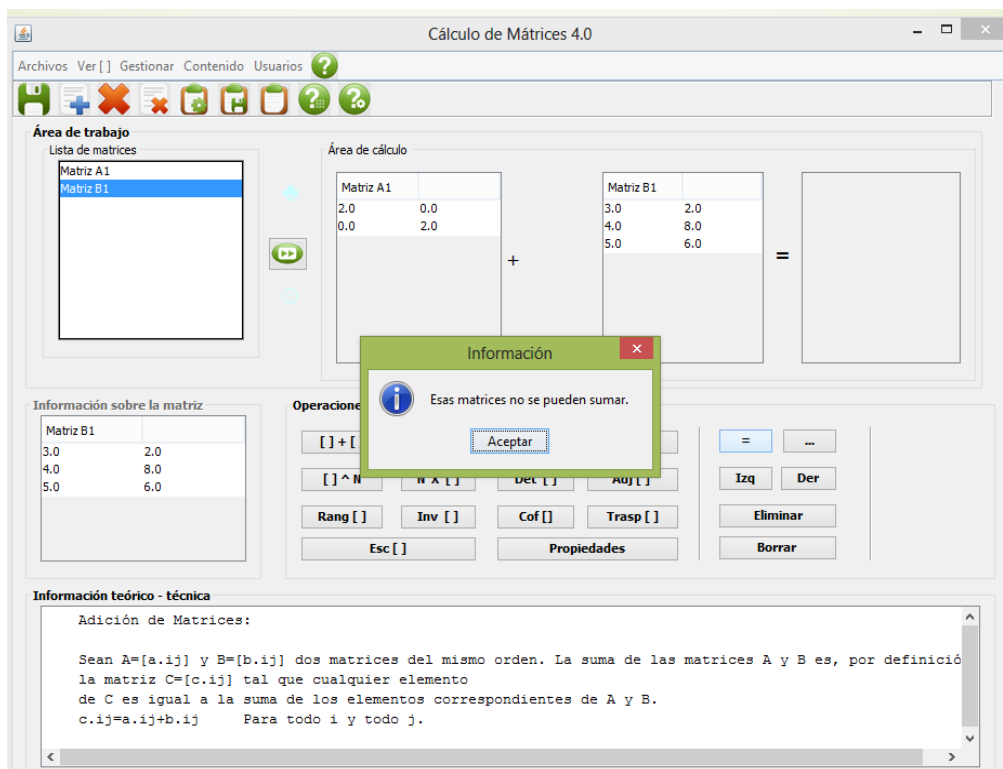 Cálculo de Mátrices 4.0
Archivos Ver [ ] Gestionar Contenido Usuarios
Área de trabajo
Lista de matrices
Matriz A1
Matriz B1
Área de cálculo
Matriz A1
2.0 0.0
0.0 2.0
+
Matriz B1
3.0 2.0
4.0 8.0
5.0 6.0
=
Información
Esas matrices no se pueden sumar.
Aceptar
Información sobre la matriz
Matriz B1
3.0 2.0
4.0 8.0
5.0 6.0
Operacione
[ ] + [
= ...
[ ] ^ N N X [ ] Det [ ] Adj [ ]
Izq Der
Rang [ ] Inv [ ] Cof [] Trasp [ ]
Eliminar
Esc [ ] Propiedades
Borrar
Información teórico - técnica
Adición de Matrices:
Sean A=[a.ij] y B=[b.ij] dos matrices del mismo orden. La suma de las matrices A y B es, por definició
la matriz C=[c.ij] tal que cualquier elemento
de C es igual a la suma de los elementos correspondientes de A y B.
c.ij=a.ij+b.ij Para todo i y todo j.